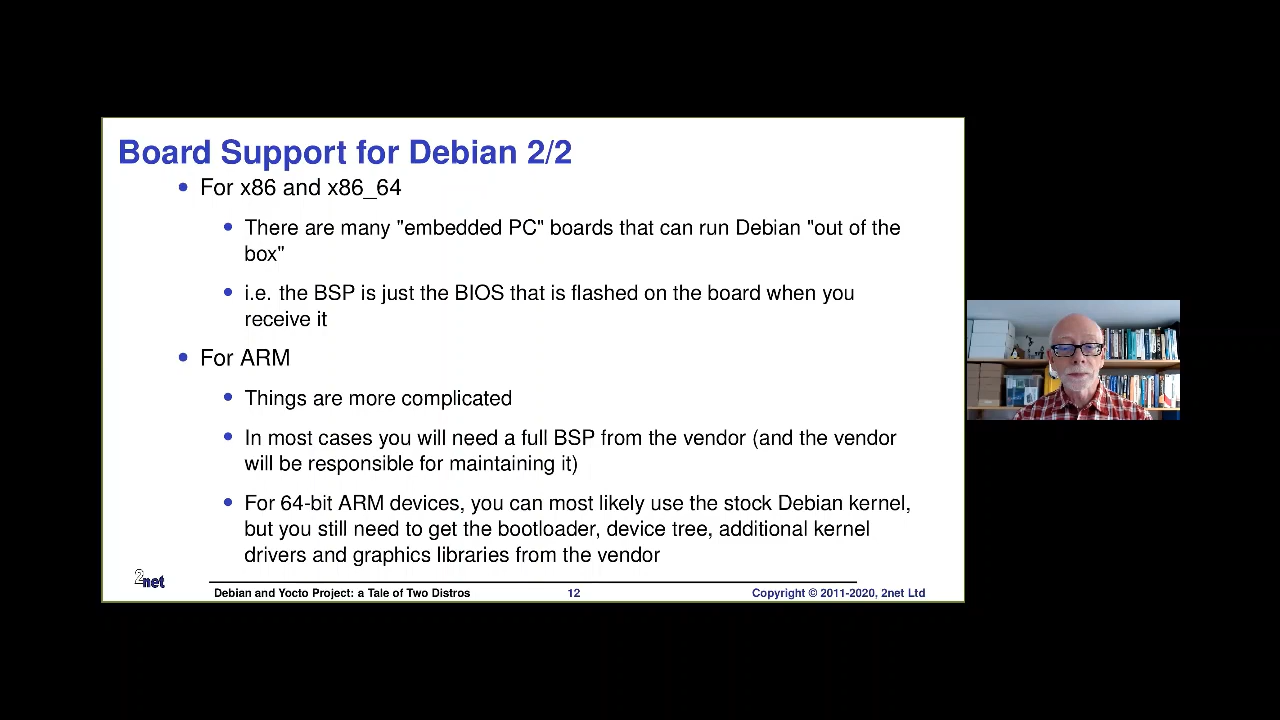 Board Support for Debian 2/2
• For x86 and x86_64
• There are many "embedded PC" boards that can run Debian "out of the
box"
• i.e. the BSP is just the BIOS that is flashed on the board when you
receive it
• For ARM
• Things are more complicated
• In most cases you will need a full BSP from the vendor (and the vendor
will be responsible for maintaining it)
• For 64-bit ARM devices, you can most likely use the stock Debian kernel,
but you still need to get the bootloader, device tree, additional kernel
drivers and graphics libraries from the vendor
2net
Debian and Yocto Project: a Tale of Two Distros 12 Copyright © 2011-2020, 2net Ltd